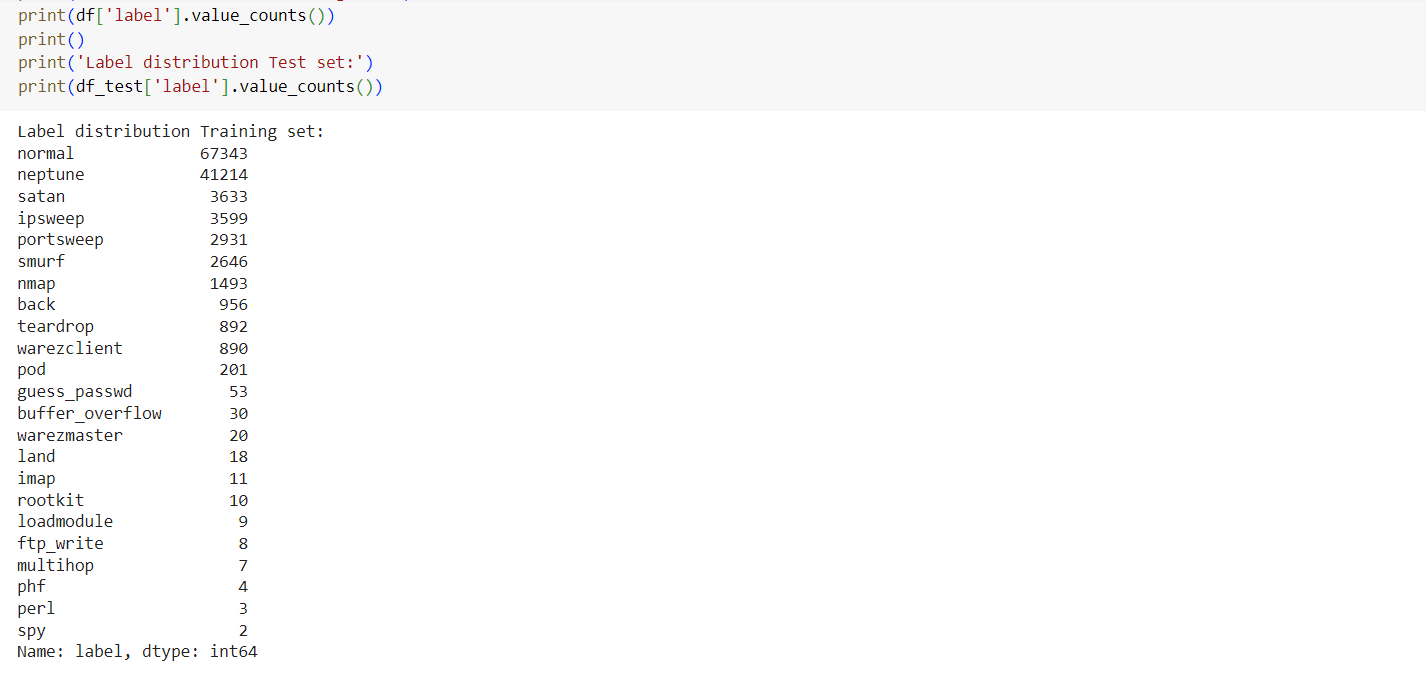 print(df['label'].value_counts())
print()
print('Label distribution Test set:')
print(df_test['label'].value_counts())
Label distribution Training set:
normal 67343
neptune 41214
satan 3633
ipsweep 3599
portsweep 2931
smurf 2646
nmap 1493
back 956
teardrop 892
warezclient 890
pod 201
guess_passwd 53
buffer_overflow 30
warezmaster 20
land 18
imap 11
rootkit 10
loadmodule 9
ftp_write 8
multihop 7
phf 4
perl 3
spy 2
Name: label, dtype: int64